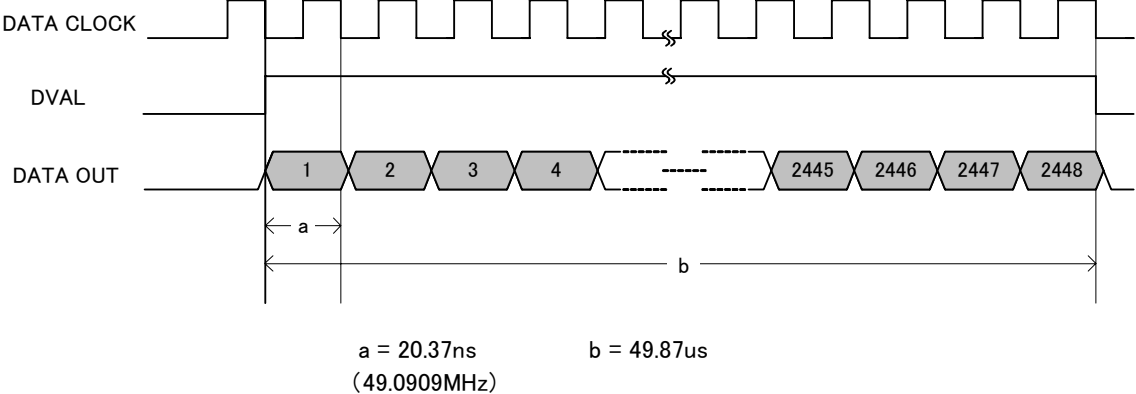 DATA CLOCK
DVAL
DATA OUT
1 2 3 4 2445 2446 2447 2448
a
b
a = 20.37ns b = 49.87us
(49.0909MHz)